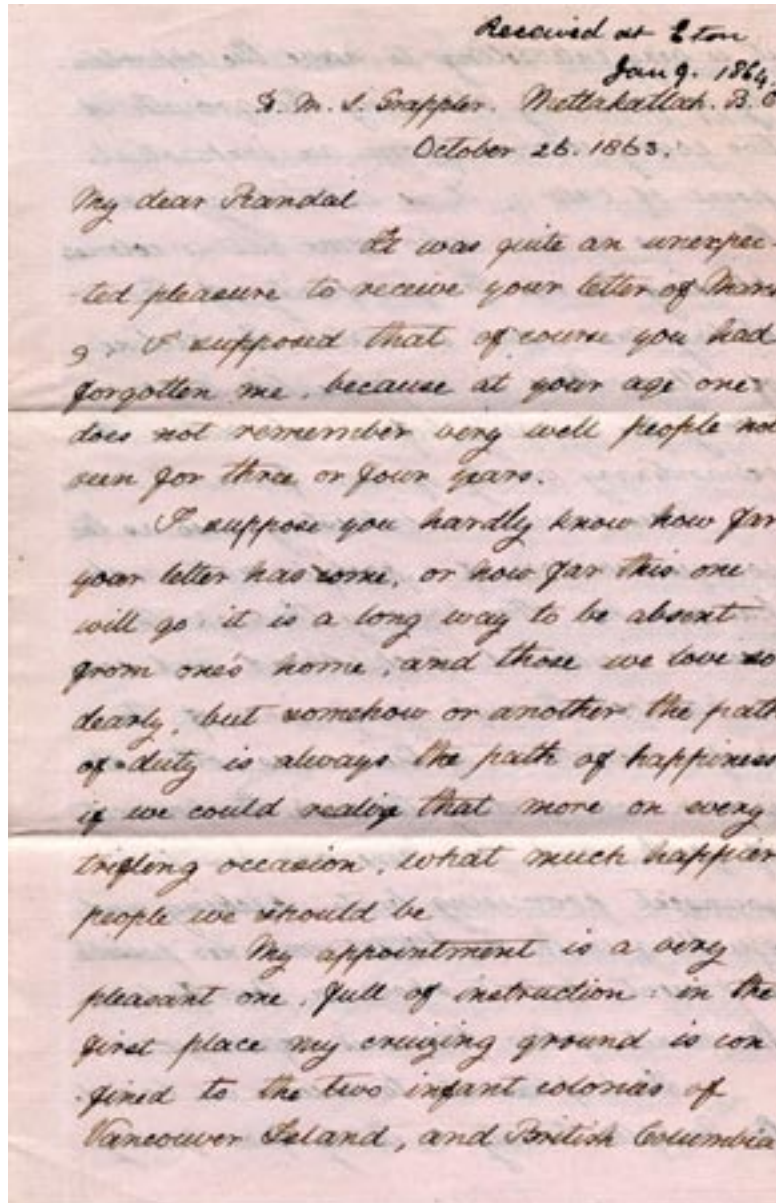 Received at Eton
Jan 9. 1864.
H. M. S. Grappler. Mettakatlah. B. C
October 26. 1863.
My dear Randal
It was quite an unexpec-
-ted pleasure to receive your letter of March
9 I supposed that of course you had
forgotten me, because at your age one
does not remember very well people not
seen for three or four years.
I suppose you hardly know how far
your letter has come, or how far this one
will go it is a long way to be absent
from one's home, and those we love so
dearly, but somehow or another the path
of duty is always the path of happiness
if we could realize that more on every
trifling occasion, what much happier
people we should be
My appointment is a very
pleasant one, full of instruction in the
first place my cruizing ground is con
fined to the two infant colonies of
Vancouver Island, and British Columbia